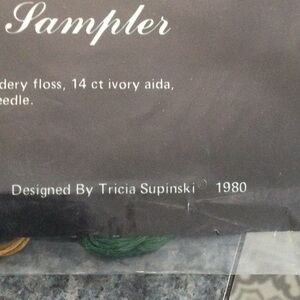 Sampler
dery floss, 14 ct ivory aida,
eedle.
Designed By Tricia Supinski © 1980